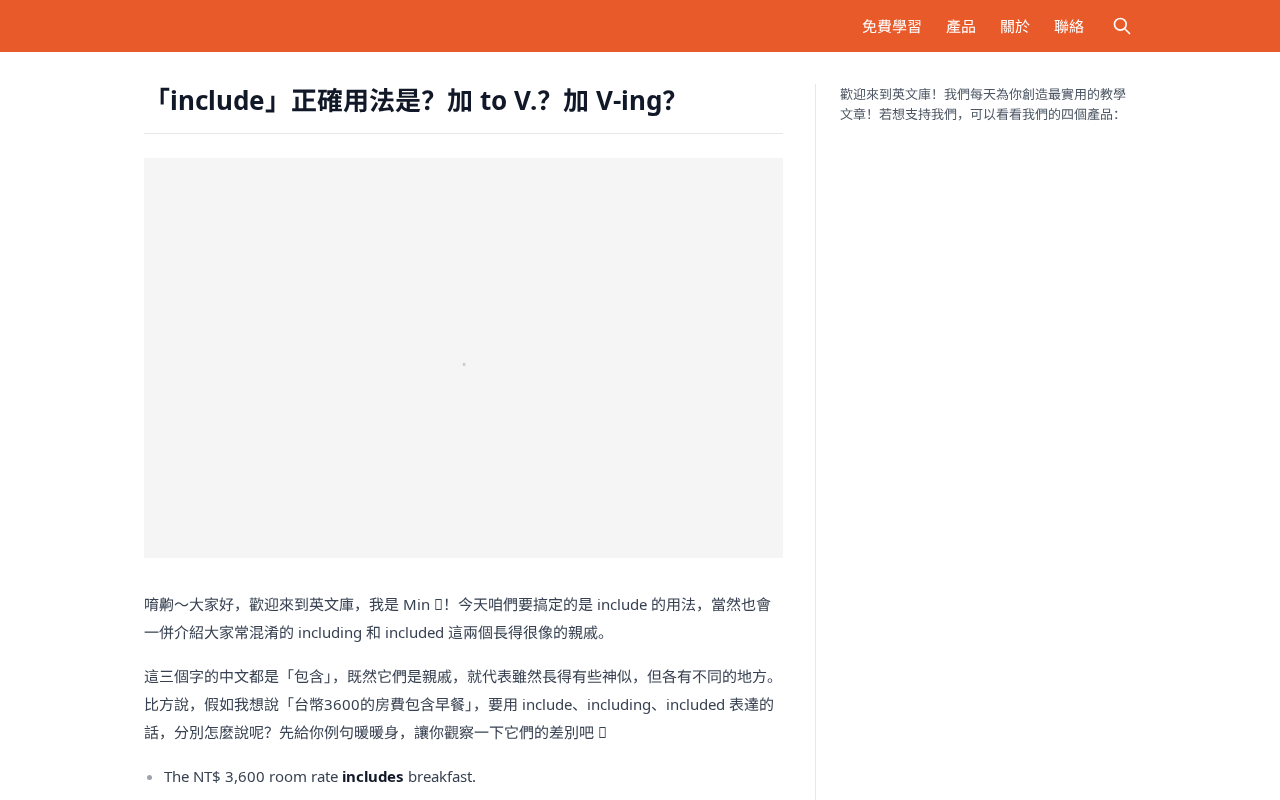 免費學習 產品 關於 聯絡
「include」正確用法是？加 to V.？加 V-ing？
歡迎來到英文庫！我們每天為你創造最實用的教學
文章！若想支持我們，可以看看我們的四個產品：
唷齁～大家好，歡迎來到英文庫，我是 Min ！今天咱們要搞定的是 include 的用法，當然也會
一併介紹大家常混淆的 including 和 included 這兩個長得很像的親戚。
這三個字的中文都是「包含」，既然它們是親戚，就代表雖然長得有些神似，但各有不同的地方。
比方說，假如我想說「台幣3600的房費包含早餐」，要用 include、including、included 表達的
話，分別怎麼說呢？先給你例句暖暖身，讓你觀察一下它們的差別吧
The NT$ 3,600 room rate includes breakfast.